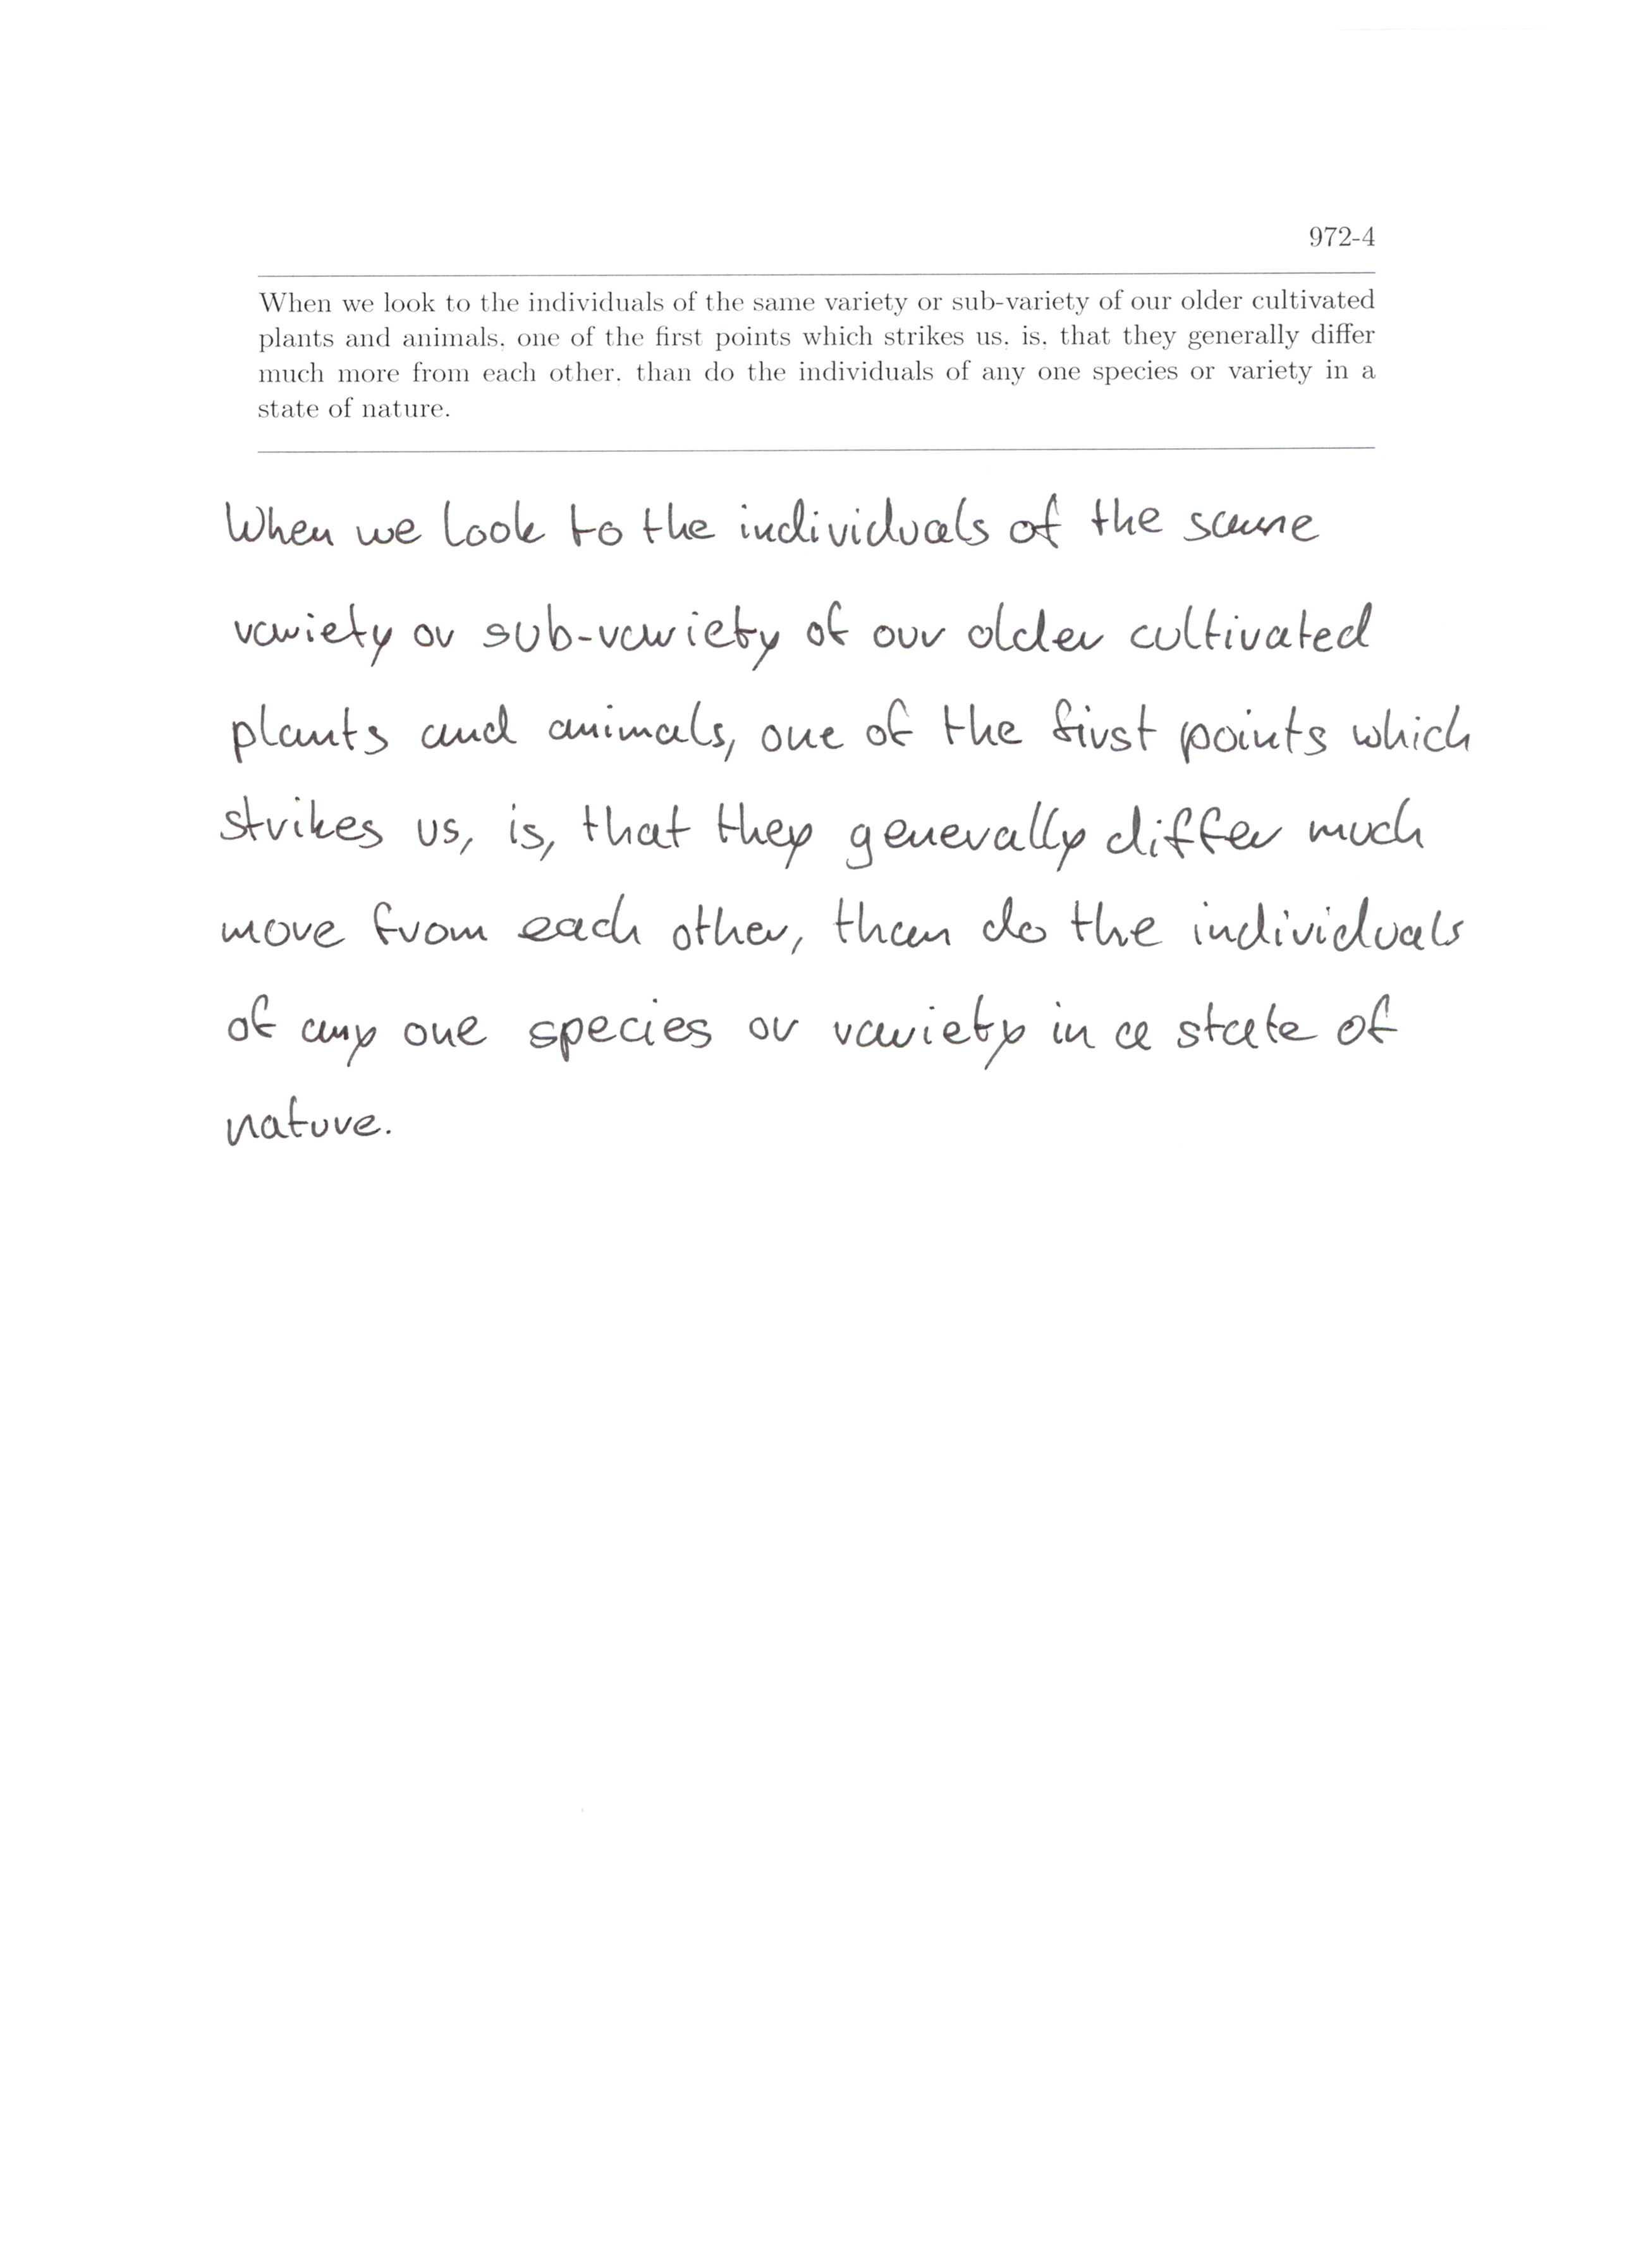 972-4
When we look to the individuals of the same variety or sub-variety of our older cultivated
plants and animals, one of the first points which strikes us, is, that they generally differ
much more from each other, than do the individuals of any one species or variety in a
state of nature.
When we look to the individuals of the same
variety or sub-variety of our older cultivated
plants and animals, one of the first points which
strikes us, is, that they generally differ much
more from each other, than do the individuals
of any one species or variety in a state of
nature.